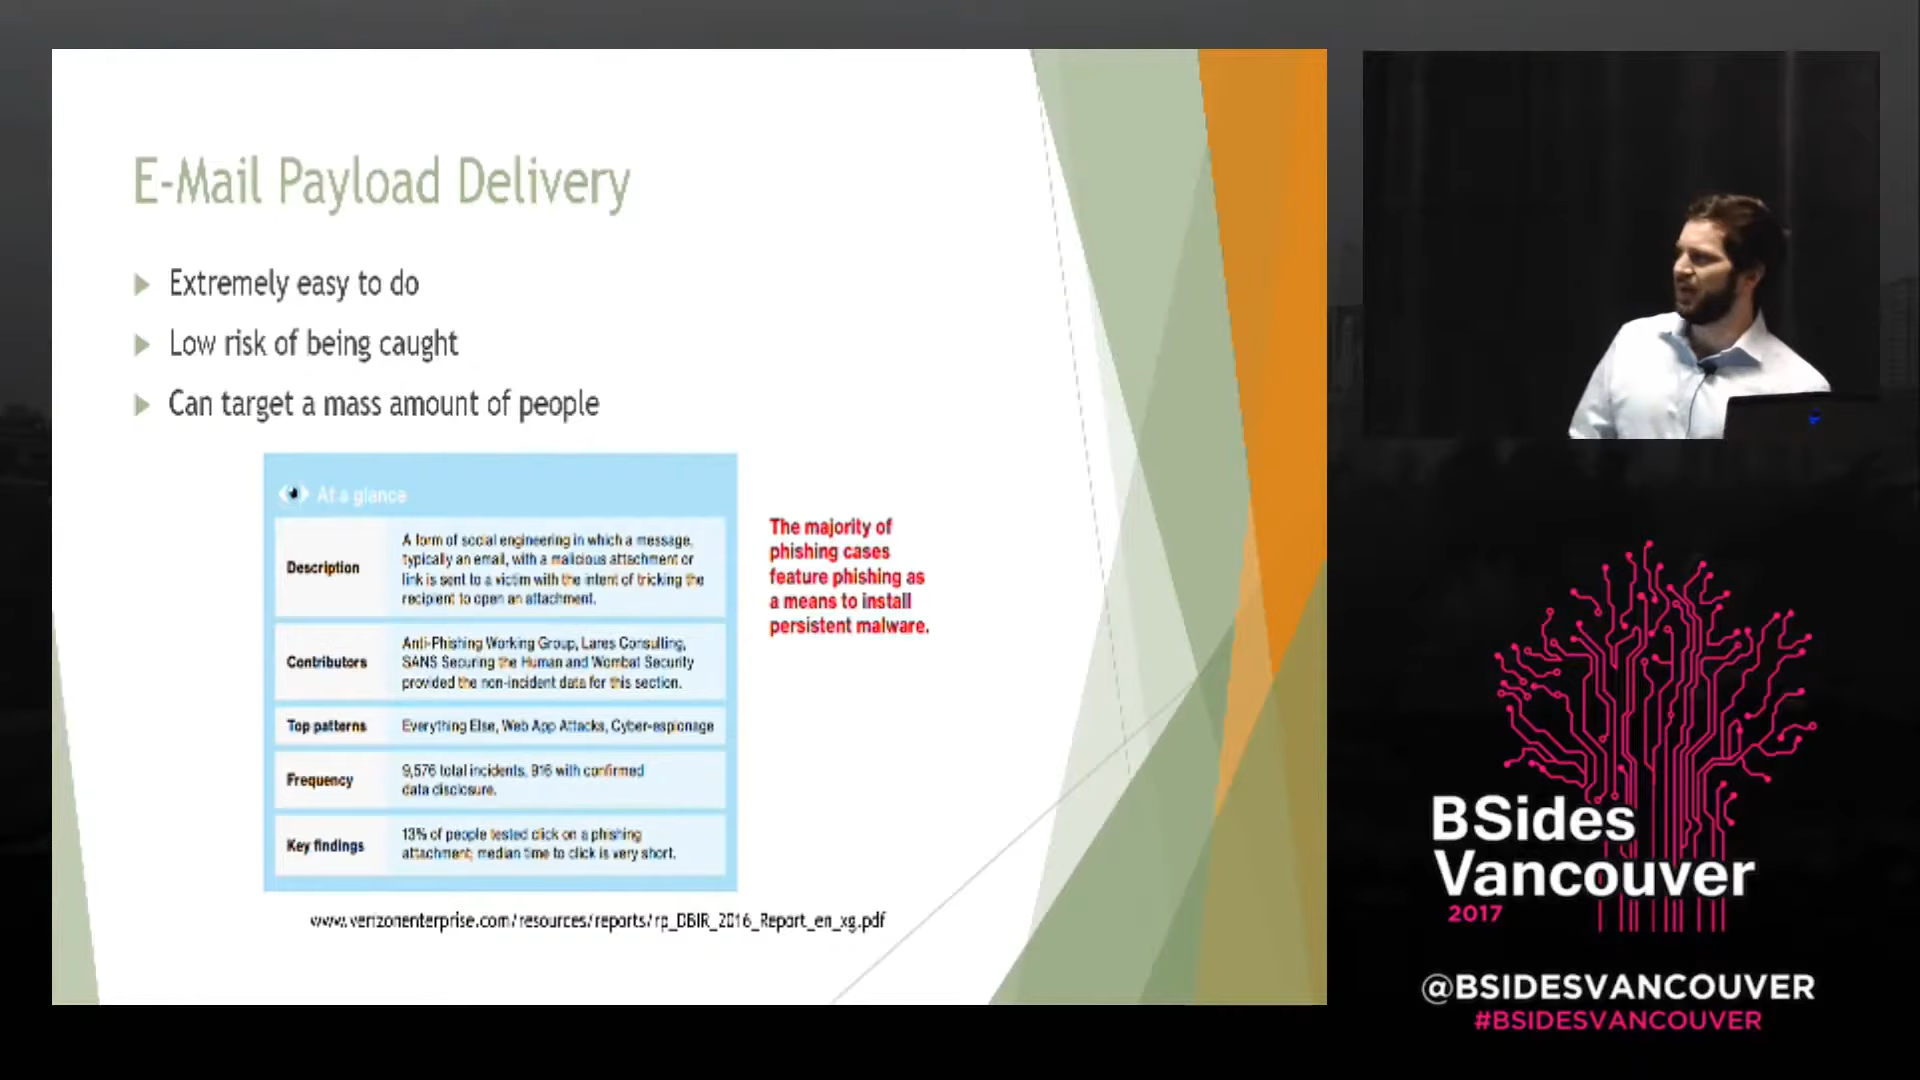 E-Mail Payload Delivery
Extremely easy to do
Low risk of being caught
Can target a mass amount of people
At a glance
Description
A form of social engineering in which a message,
typically an email, with a malicious attachment or
link is sent to a victim with the intent of tricking the
recipient to open an attachment.
Contributors
Anti-Phishing Working Group, Lares Consulting,
SANS Securing the Human and Wombat Security
provided the non-incident data for this section.
Top patterns
Everything Else, Web App Attacks, Cyber-espionage
Frequency
9,576 total incidents, 916 with confirmed
data disclosure.
Key findings
13% of people tested click on a phishing
attachment; median time to click is very short.
The majority of
phishing cases
feature phishing as
a means to install
persistent malware.
www.verizonenterprise.com/resources/reports/rp_DBIR_2016_Report_en_xg.pdf
BSides
Vancouver
2017
@BSIDESVANCOUVER
#BSIDESVANCOUVER